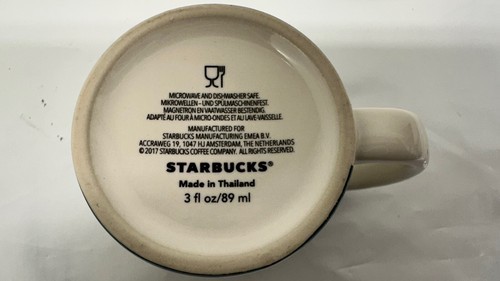 MICROWAVE AND DISHWASHER SAFE.
MIKROWELLEN - UND SPÜLMASCHINENFEST.
MAGNETRON EN VAATWASSER BESTENDIG.
ADAPTÉ AU FOUR À MICRO-ONDES ET AU LAVE-VAISSELLE.
MANUFACTURED FOR
STARBUCKS MANUFACTURING EMEA B.V.
ACCRAWEG 19, 1047 HJ AMSTERDAM, THE NETHERLANDS
© 2017 STARBUCKS COFFEE COMPANY. ALL RIGHTS RESERVED.
STARBUCKS®
Made in Thailand
3 fl oz/89 ml